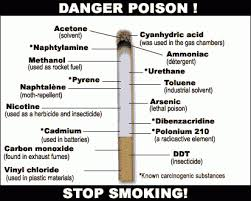 DANGER POISON !
Acetone
(solvent)
*Naphtylamine
Methanol
(used as rocket fuel)
*Pyrene
Naphtalène
(moth-repellent)
Nicotine
(used as a herbicide and insecticide)
*Cadmium
(used in batteries)
Carbon monoxide
(found in exhaust fumes)
Vinyl chloride
(used in plastic materials)
Cyanhydric acid
(was used in the gas chambers)
Ammoniac
(détergent)
*Urethane
Toluene
(industrial solvent)
Arsenic
(lethal poison)
*Dibenzacridine
*Polonium 210
(a radioactive element)
DDT
(insecticide)
*Known carcinogenic substances
STOP SMOKING!